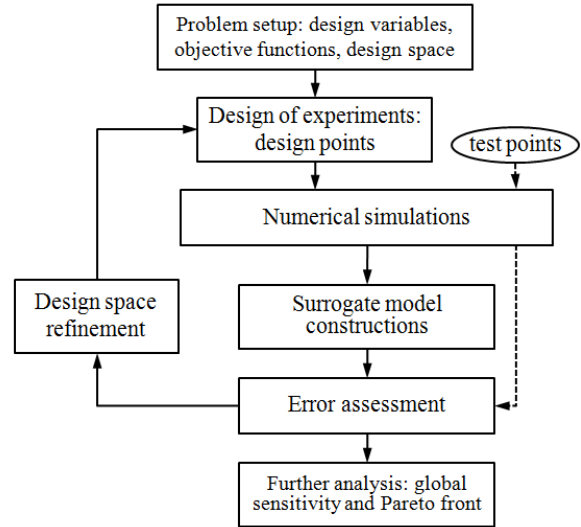 Problem setup: design variables,
objective functions, design space
Design of experiments:
design points
test points
Numerical simulations
Design space
refinement
Surrogate model
constructions
Error assessment
Further analysis: global
sensitivity and Pareto front